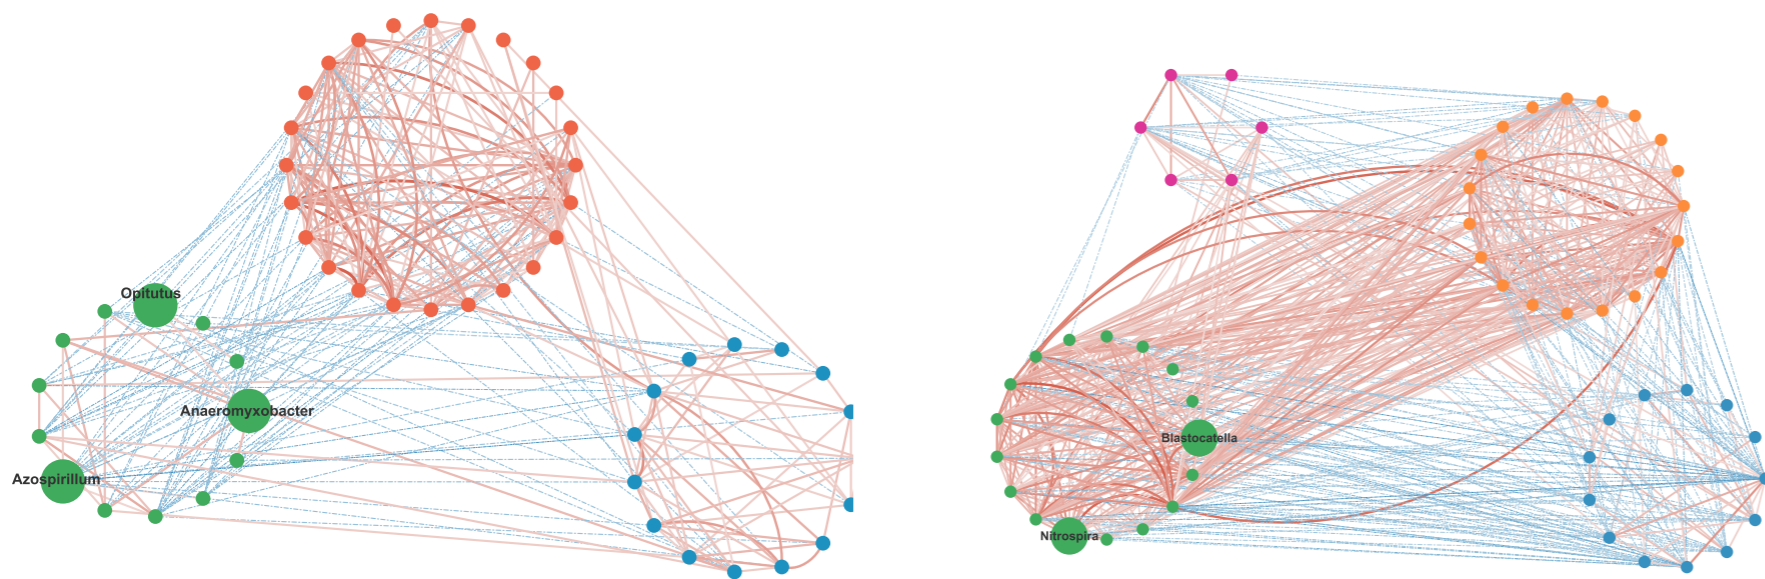 Opitutus
Anaeromyxobacter
Azospirillum
Blastocatella
Nitrospira